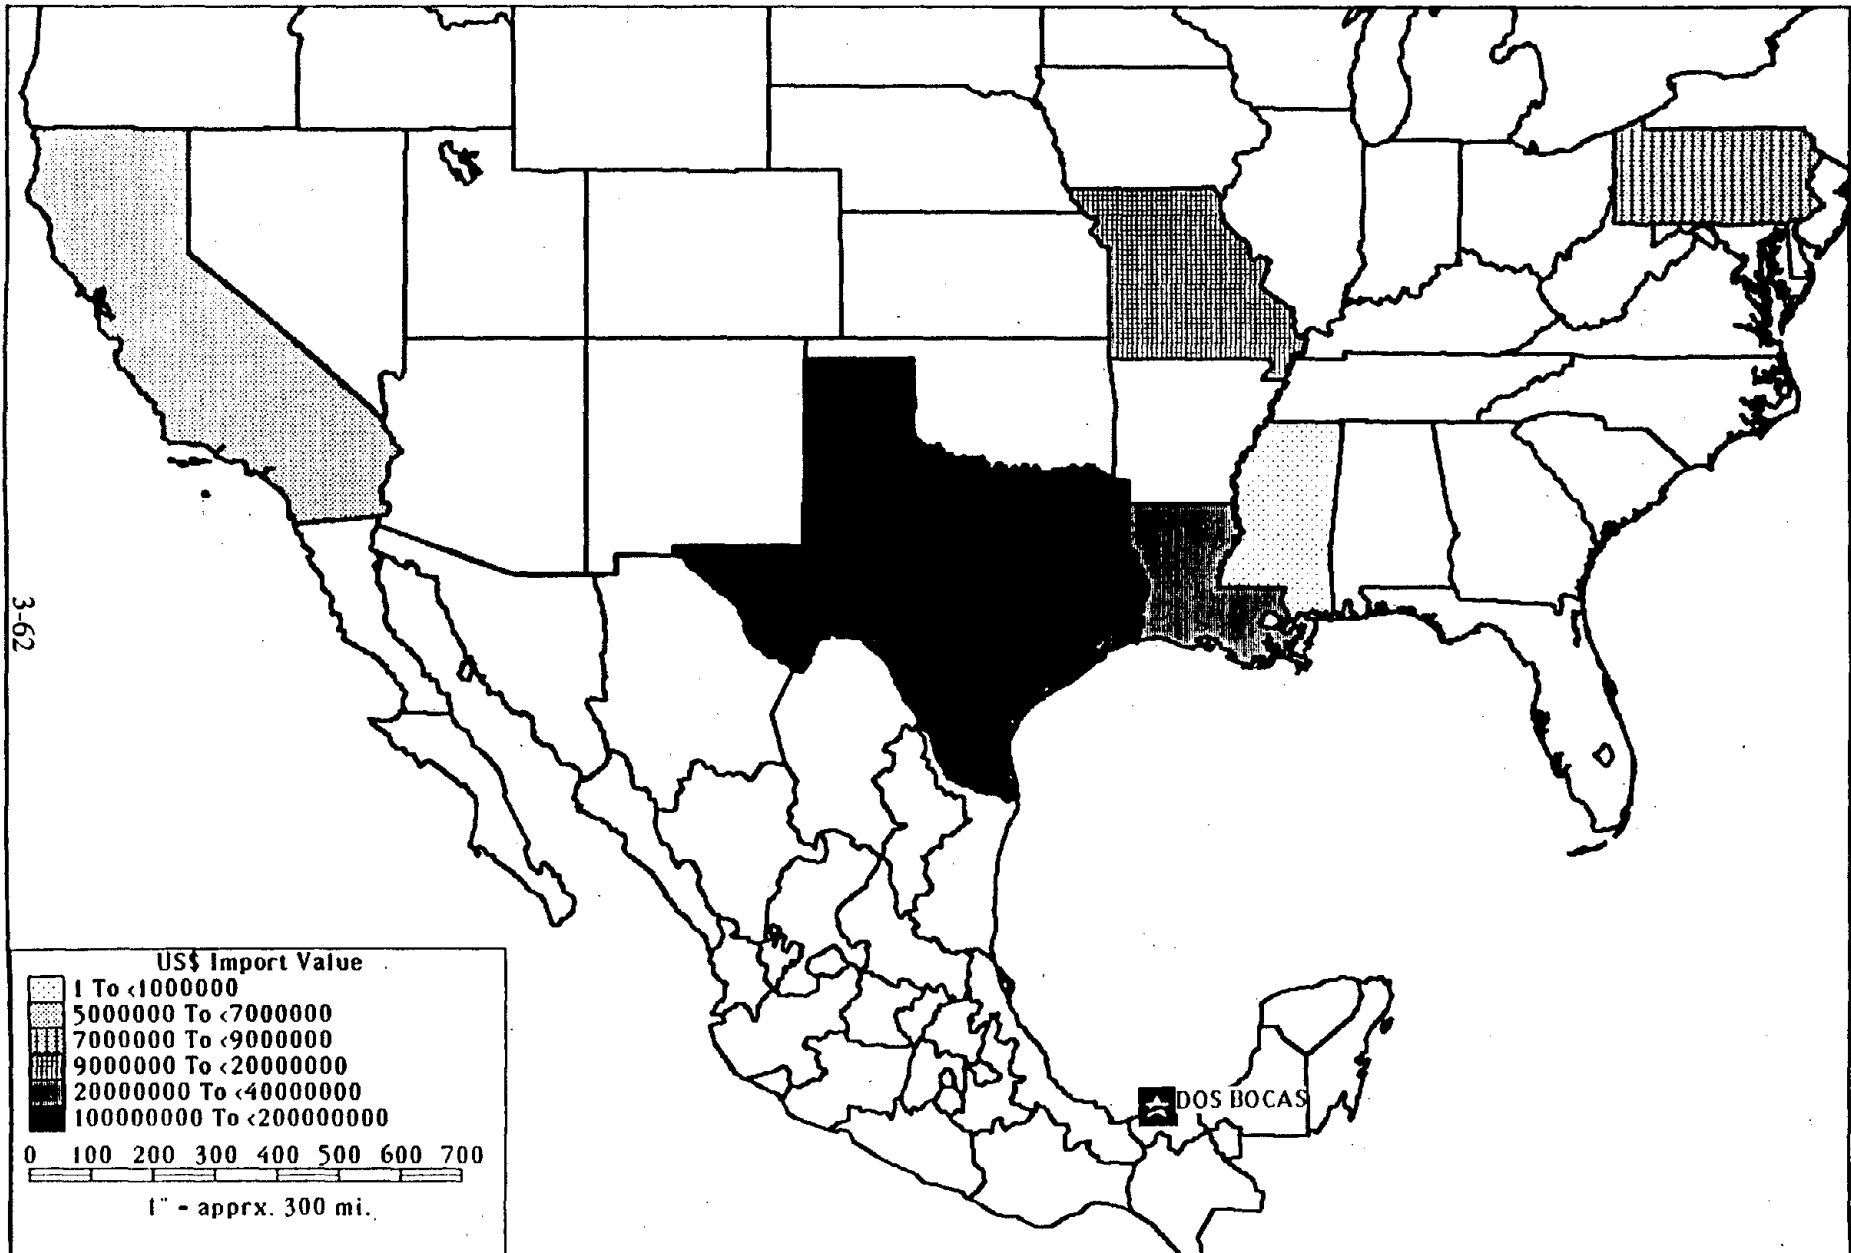 3-62
US$ Import Value
1 To <1000000
5000000 To <7000000
7000000 To <9000000
9000000 To <20000000
20000000 To <40000000
100000000 To <200000000
0 100 200 300 400 500 600 700
1" - apprx. 300 mi.
DOS BOCAS